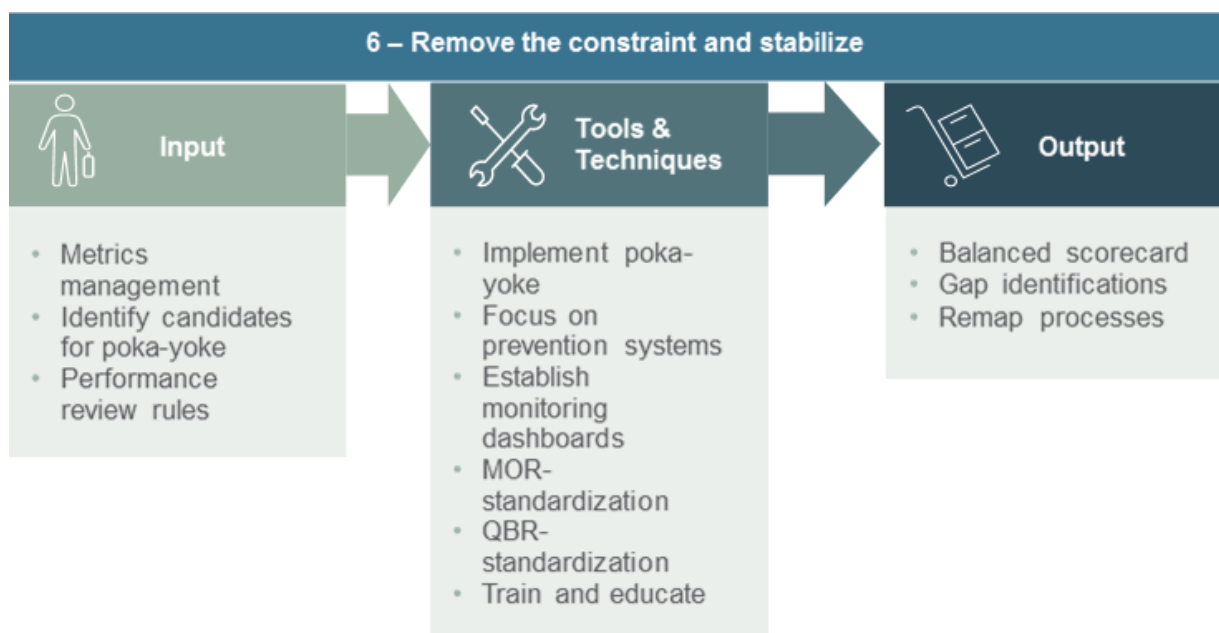 6 – Remove the constraint and stabilize
Input
• Metrics
management
• Identify candidates
for poka-yoke
• Performance
review rules
Tools &
Techniques
• Implement poka-
yoke
• Focus on
prevention systems
• Establish
monitoring
dashboards
• MOR-
standardization
• QBR-
standardization
• Train and educate
Output
• Balanced scorecard
• Gap identifications
• Remap processes